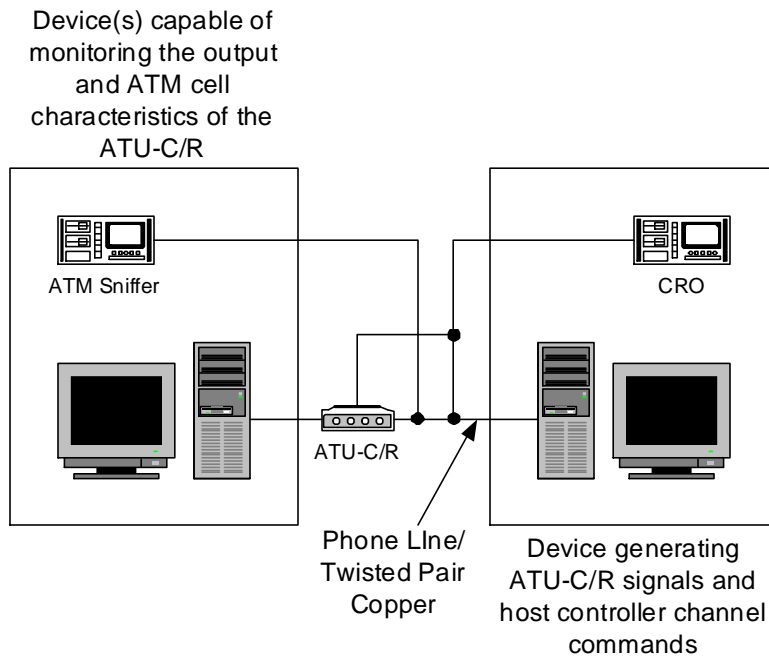 Device(s) capable of
monitoring the output
and ATM cell
characteristics of the
ATU-C/R
ATM Sniffer
CRO
ATU-C/R
Phone LIne/
Twisted Pair
Copper
Device generating
ATU-C/R signals and
host controller channel
commands